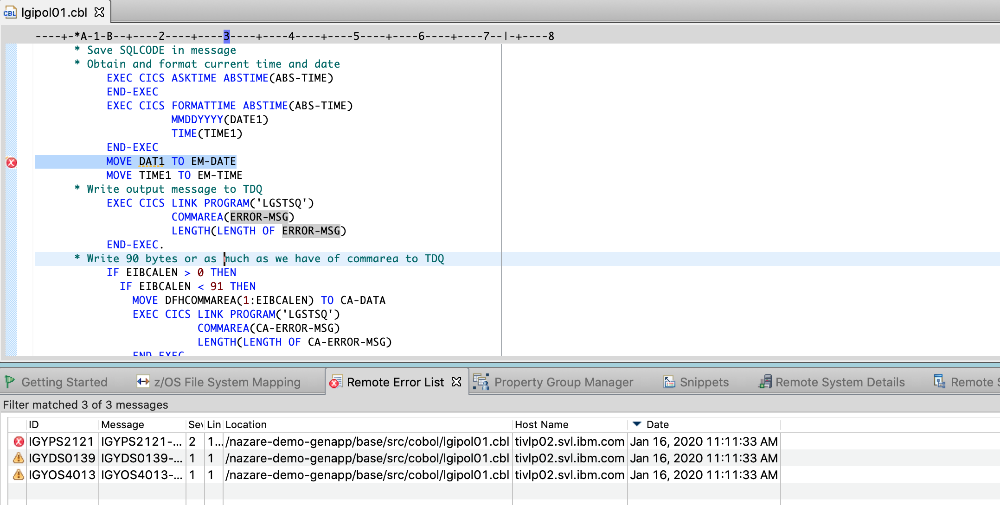 lgipol01.cbl
----+-*A-1-B--+----2----+----3----+----4----+----5----+----6----+----7--|-+----8
* Save SQLCODE in message
* Obtain and format current time and date
EXEC CICS ASKTIME ABSTIME(ABS-TIME)
END-EXEC
EXEC CICS FORMATTIME ABSTIME(ABS-TIME)
MMDDYYYY(DATE1)
TIME(TIME1)
END-EXEC
MOVE DAT1 TO EM-DATE
MOVE TIME1 TO EM-TIME
* Write output message to TDQ
EXEC CICS LINK PROGRAM('LGSTSQ')
COMMAREA(ERROR-MSG)
LENGTH(LENGTH OF ERROR-MSG)
END-EXEC.
* Write 90 bytes or as much as we have of commarea to TDQ
IF EIBCALEN > 0 THEN
IF EIBCALEN < 91 THEN
MOVE DFHCOMMAREA(1:EIBCALEN) TO CA-DATA
EXEC CICS LINK PROGRAM('LGSTSQ')
COMMAREA(CA-ERROR-MSG)
LENGTH(LENGTH OF CA-ERROR-MSG)
END-EXEC
Getting Started z/OS File System Mapping Remote Error List Property Group Manager Snippets Remote System Details Remote S
Filter matched 3 of 3 messages
ID Message Sev Lin Location Host Name Date
IGYPS2121 IGYPS2121-... 2 1... /nazare-demo-genapp/base/src/cobol/lgipol01.cbl tivlp02.svl.ibm.com Jan 16, 2020 11:11:33 AM
IGYDS0139 IGYDS0139-... 1 1 /nazare-demo-genapp/base/src/cobol/lgipol01.cbl tivlp02.svl.ibm.com Jan 16, 2020 11:11:33 AM
IGYOS4013 IGYOS4013-... 1 1 /nazare-demo-genapp/base/src/cobol/lgipol01.cbl tivlp02.svl.ibm.com Jan 16, 2020 11:11:33 AM